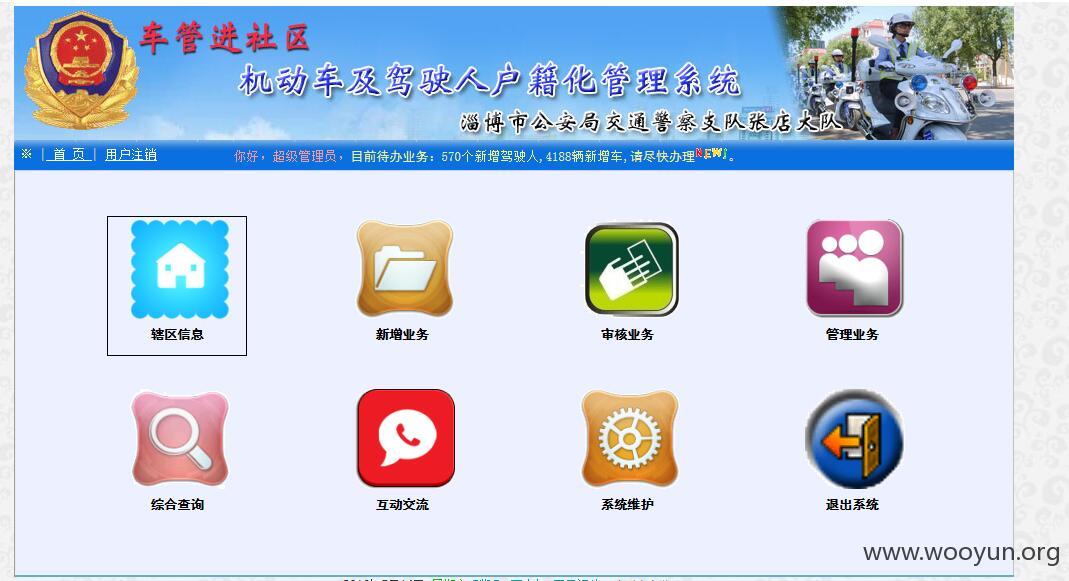 车管进社区
机动车及驾驶人户籍化管理系统
淄博市公安局交通警察支队张店大队
※ | 首 页 | 用户注销 你好，超级管理员，目前待办业务：570个新增驾驶人,4188辆新增车,请尽快办理NEW!。
辖区信息 新增业务 审核业务 管理业务
综合查询 互动交流 系统维护 退出系统
www.wooyun.org